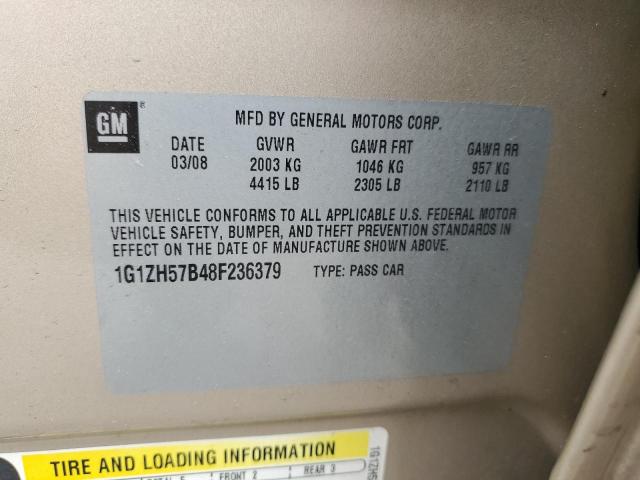 GM
®
MFD BY GENERAL MOTORS CORP.
DATE GVWR GAWR FRT GAWR RR
03/08 2003 KG 1046 KG 957 KG
4415 LB 2305 LB 2110 LB
THIS VEHICLE CONFORMS TO ALL APPLICABLE U.S. FEDERAL MOTOR
VEHICLE SAFETY, BUMPER, AND THEFT PREVENTION STANDARDS IN
EFFECT ON THE DATE OF MANUFACTURE SHOWN ABOVE.
1G1ZH57B48F236379 TYPE: PASS CAR
TIRE AND LOADING INFORMATION
FRONT 2 REAR 3
1G1ZH5